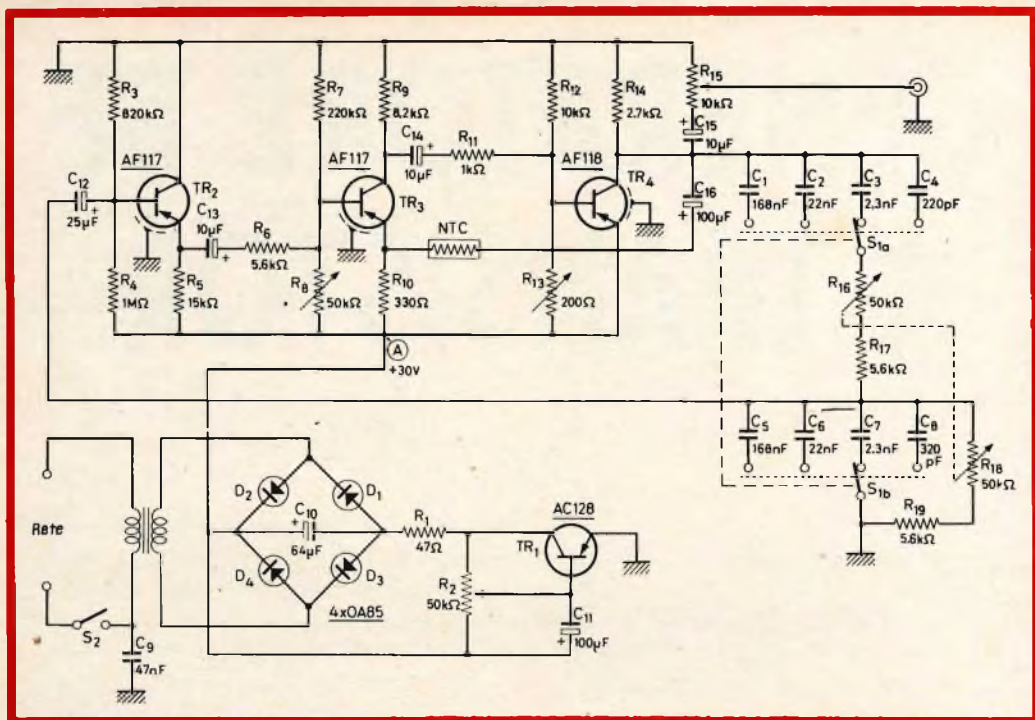 R3
820kΩ
R7
220kΩ
R9
8,2kΩ
R12
10kΩ
R14
2.7kΩ
R15
10kΩ
C14
+
10µF
R11
1kΩ
+
C15
10µF
AF117
AF117
AF118
C12
+
25µF
TR2
TR3
TR4
C13
10µF
+
R6
5.6kΩ
NTC
+
C16
100µF
C1
168nF
C2
22nF
C3
2,3nF
C4
220pF
S1a
R4
1MΩ
R5
15kΩ
R8
50kΩ
R10
330Ω
R13
200Ω
R16
50kΩ
A
+30V
R17
5,6kΩ
C5
168nF
C6
22nF
C7
2.3nF
C8
320
pF
R18
50kΩ
S1b
R19
5.6kΩ
Rete
D2
D1
+
C10
64µF
D4
D3
4xOA85
R1
47Ω
AC128
TR1
R2
50kΩ
C11
+
100µF
S2
C9
47nF